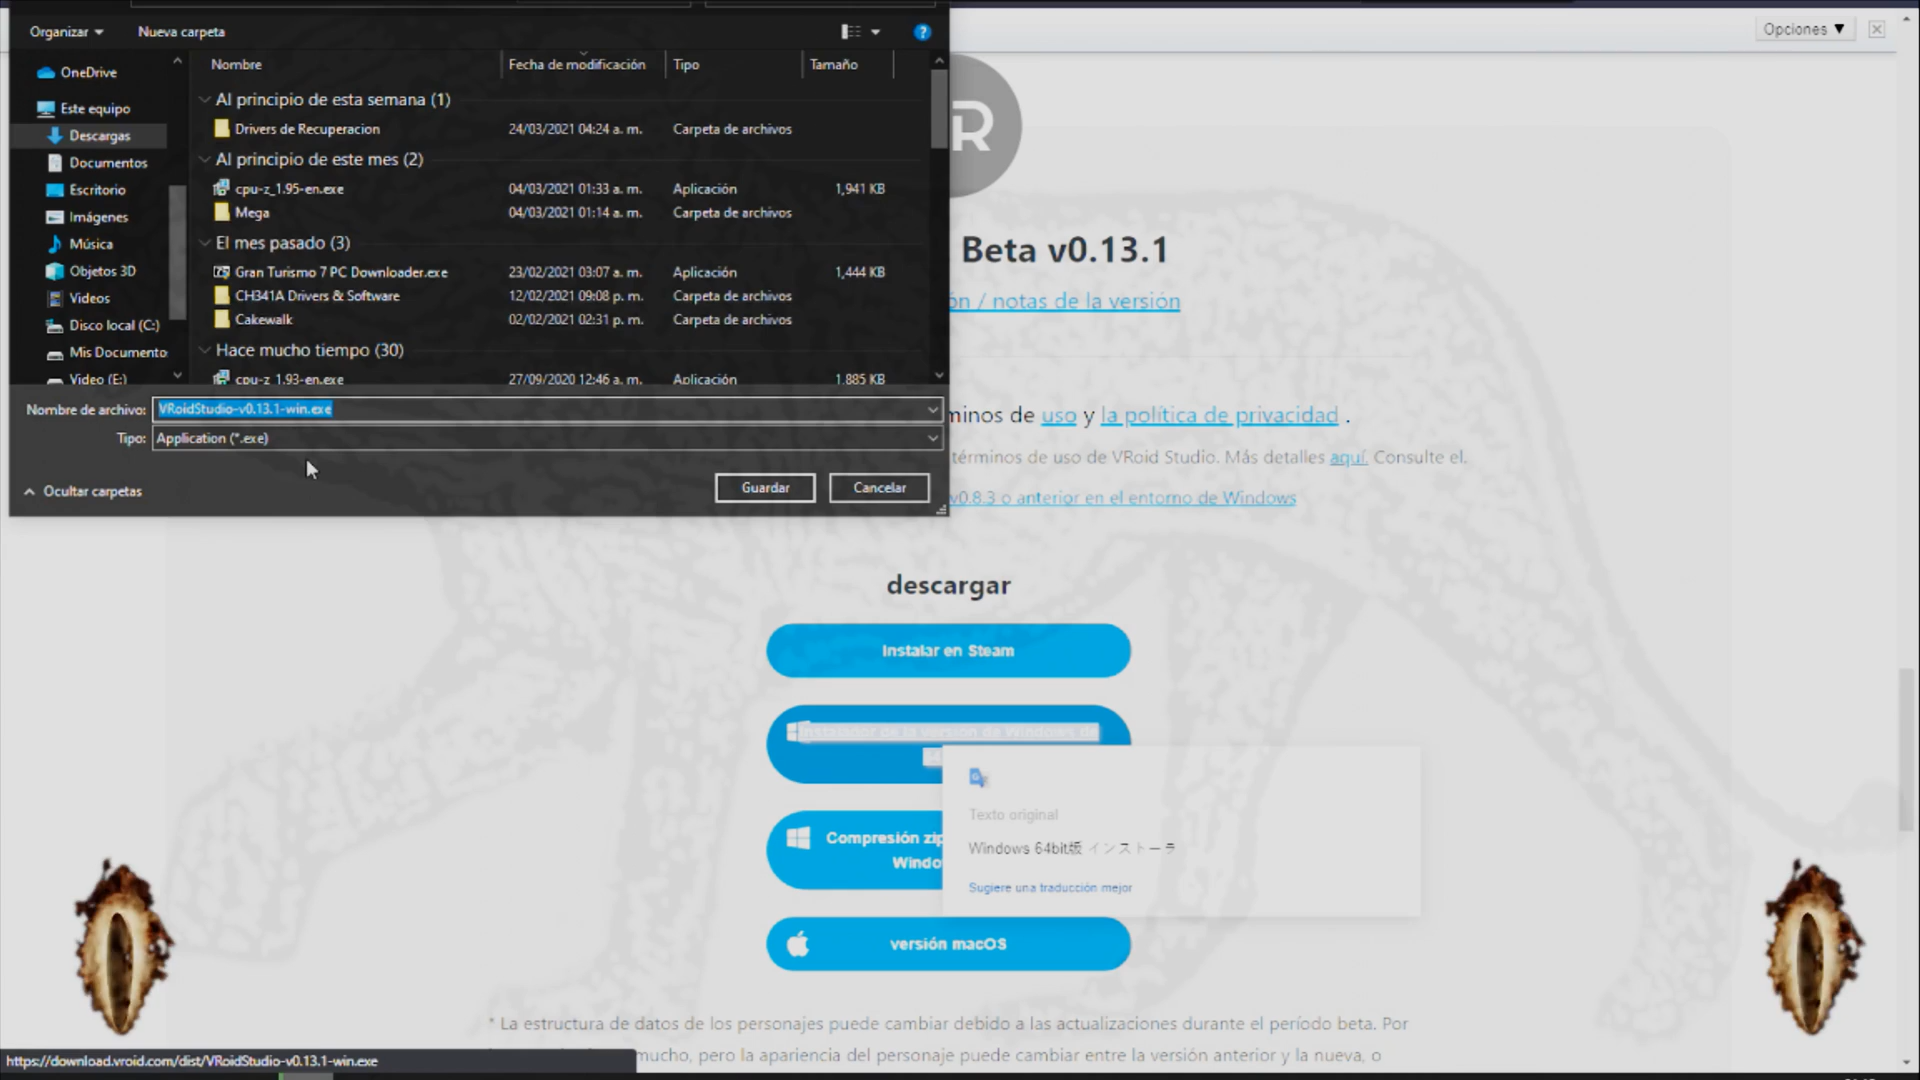 Organizar
Nueva carpeta
Opciones ▼
OneDrive
Este equipo
Descargas
Documentos
Escritorio
Imágenes
Música
Objetos 3D
Videos
Disco local (C:)
Mis Documento
Video (E:)
Nombre
Fecha de modificación
Tipo
Tamaño
Al principio de esta semana (1)
Drivers de Recuperacion 24/03/2021 04:24 a. m. Carpeta de archivos
Al principio de este mes (2)
cpu-z_1.95-en.exe 04/03/2021 01:33 a. m. Aplicación 1,941 KB
Mega 04/03/2021 01:14 a. m. Carpeta de archivos
El mes pasado (3)
Gran Turismo 7 PC Downloader.exe 23/02/2021 03:07 a. m. Aplicación 1,444 KB
CH341A Drivers & Software 12/02/2021 09:08 p. m. Carpeta de archivos
Cakewalk 02/02/2021 02:31 p. m. Carpeta de archivos
Hace mucho tiempo (30)
cpu-z_1.93-en.exe 27/09/2020 12:46 a. m. Aplicación 1.885 KB
Nombre de archivo: VRoidStudio-v0.13.1-win.exe
Tipo: Application (*.exe)
Ocultar carpetas
Guardar
Cancelar
R
Beta v0.13.1
ón / notas de la versión
minos de uso y la política de privacidad .
términos de uso de VRoid Studio. Más detalles aquí. Consulte el.
v0.8.3 o anterior en el entorno de Windows
descargar
Instalar en Steam
Instalador de la versión de Windows de
Compresión zip
Windo
Texto original
Windows 64bit版 インストーラ
Sugiere una traducción mejor
versión macOS
* La estructura de datos de los personajes puede cambiar debido a las actualizaciones durante el período beta. Por
mucho, pero la apariencia del personaje puede cambiar entre la versión anterior y la nueva, o
https://download.vroid.com/dist/VRoidStudio-v0.13.1-win.exe